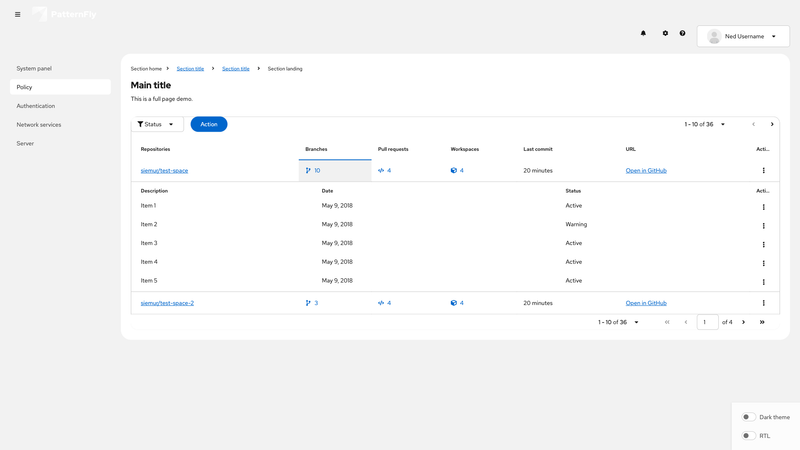 PatternFly
Ned Username
System panel
Policy
Authentication
Network services
Server
Section home Section title Section title Section landing
Main title
This is a full page demo.
Status Action 1 - 10 of 36
Repositories Branches Pull requests Workspaces Last commit URL Acti...
siemur/test-space 10 4 4 20 minutes Open in GitHub
Description Date Status Acti...
Item 1 May 9, 2018 Active
Item 2 May 9, 2018 Warning
Item 3 May 9, 2018 Active
Item 4 May 9, 2018 Active
Item 5 May 9, 2018 Active
siemur/test-space-2 3 4 4 20 minutes Open in GitHub
1 - 10 of 36 1 of 4
Dark theme
RTL